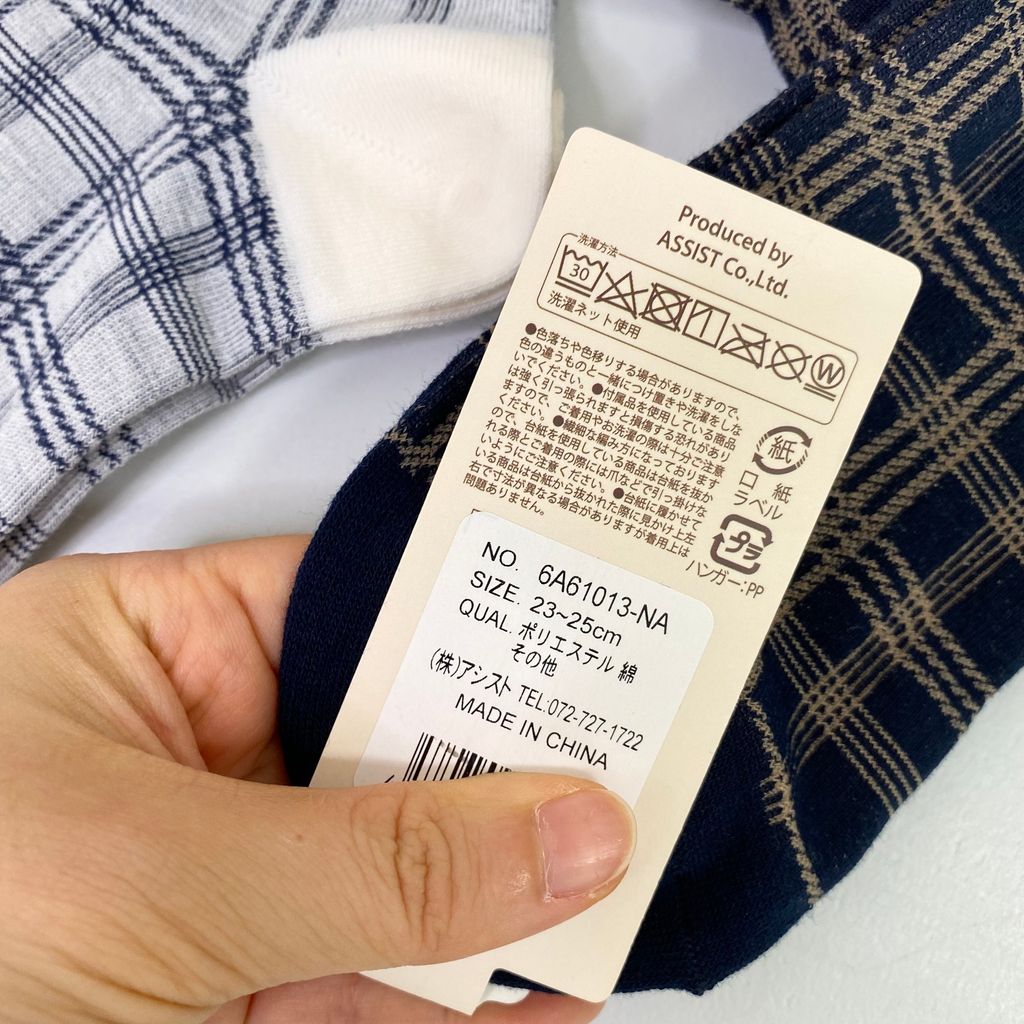 Produced by
ASSIST Co.,Ltd.
洗濯方法
30
W
洗濯ネット使用
●色落ちや色移りする場合がありますので、
色の違うものと一緒につけ置きや洗濯をしな
いでください。●付属品を使用している商品
は強く引っ張られますと損傷する恐れがあり
ますので、ご着用やお洗濯の際は十分ご注意
ください。●繊細な編み方になっております
ので、台紙を使用している商品は台紙を抜か
れる際とご着用の際には爪などで引っ掛けな
いようにご注意ください。●台紙に履かせて
いる商品は台紙から抜かれた際に見かけ上左
右で寸法が異なる場合がありますが着用上は
問題ありません。
紙
口 紙
ラベル
プラ
ハンガー:PP
NO. 6A61013-NA
SIZE. 23~25cm
QUAL. ポリエステル 綿
その他
(株)アシスト TEL:072-727-1722
MADE IN CHINA